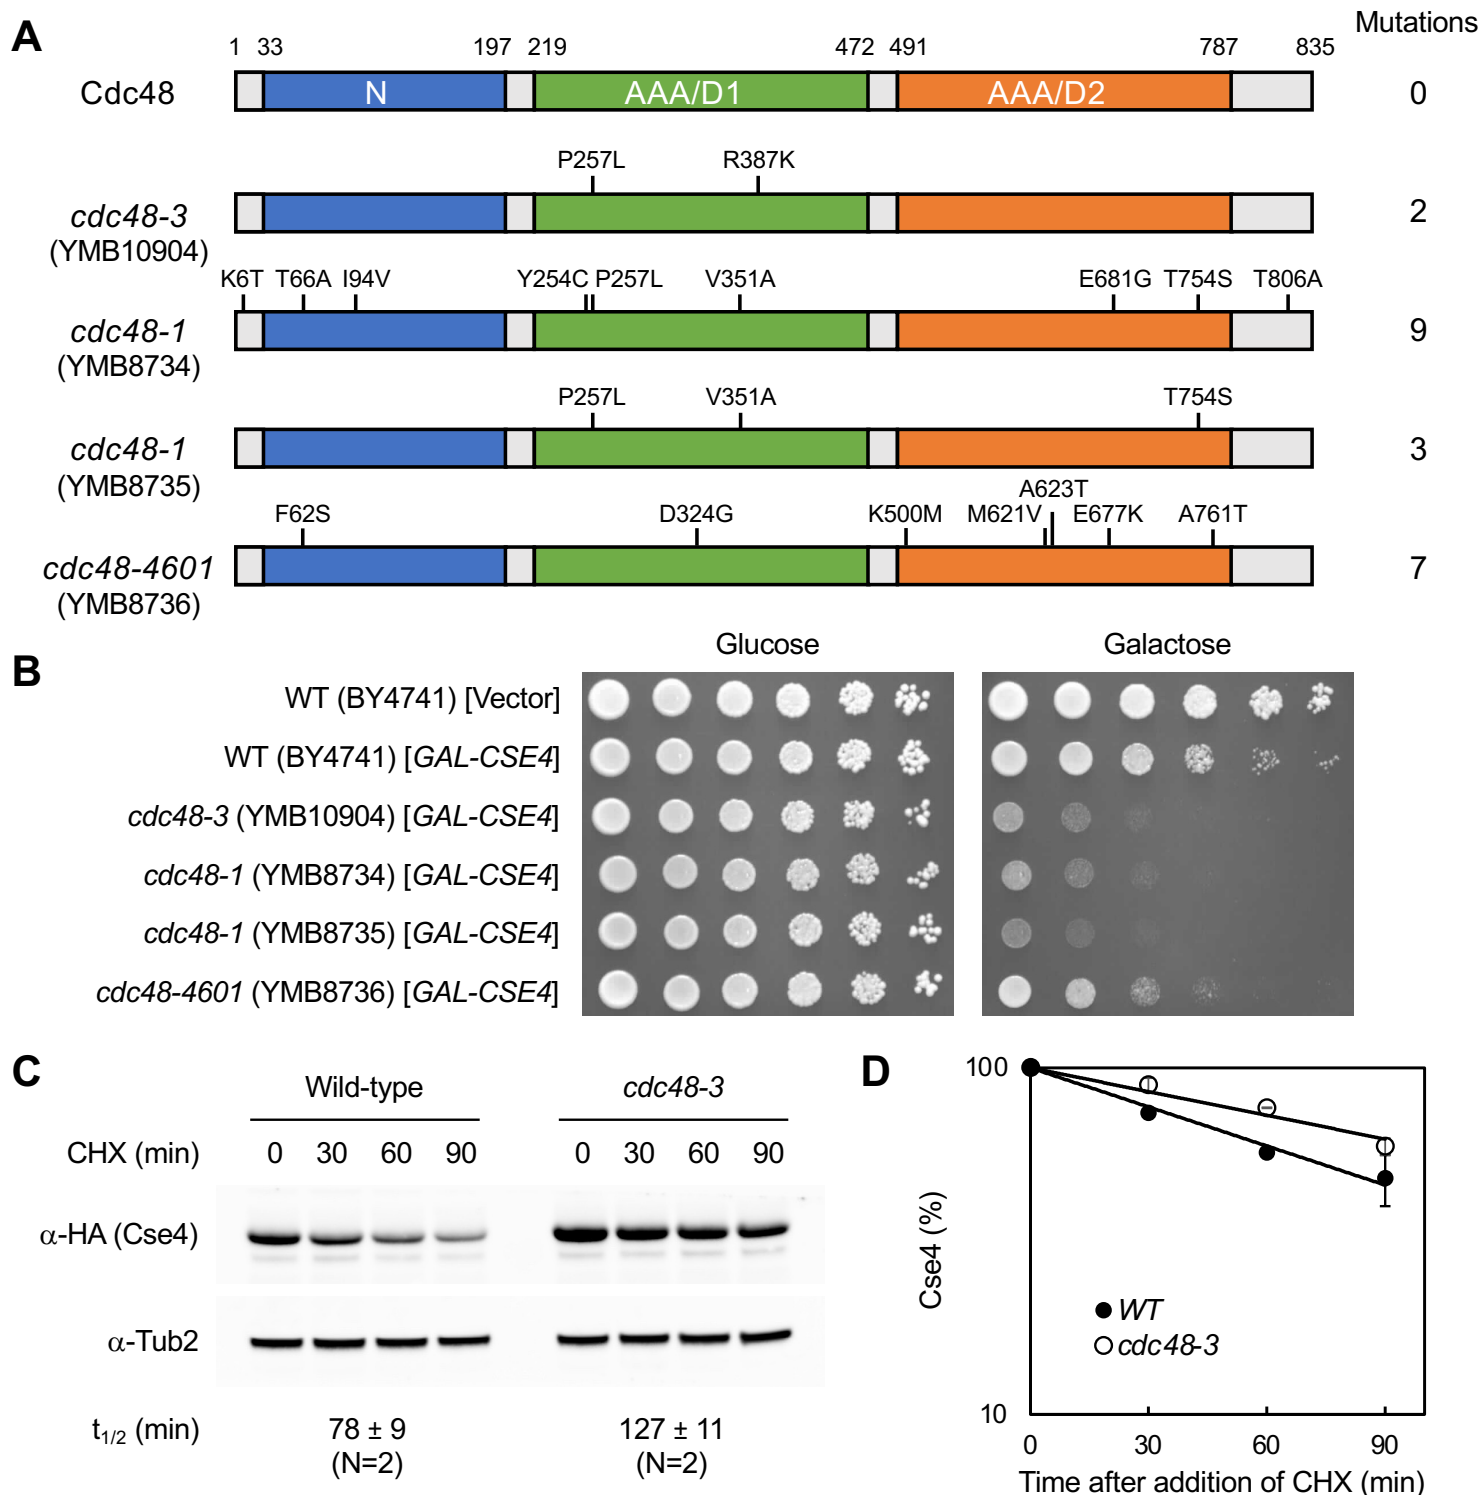 A
Mutations
1 33 197 219 472 491 787 835
Cdc48 N AAA/D1 AAA/D2 0
P257L R387K
cdc48-3 2
(YMB10904)
K6T T66A I94V Y254C P257L V351A E681G T754S T806A
cdc48-1 9
(YMB8734)
P257L V351A T754S
cdc48-1 3
(YMB8735)
A623T
F62S D324G K500M M621V E677K A761T
cdc48-4601 7
(YMB8736)
B
Glucose Galactose
WT (BY4741) [Vector]
WT (BY4741) [GAL-CSE4]
cdc48-3 (YMB10904) [GAL-CSE4]
cdc48-1 (YMB8734) [GAL-CSE4]
cdc48-1 (YMB8735) [GAL-CSE4]
cdc48-4601 (YMB8736) [GAL-CSE4]
C
Wild-type cdc48-3
CHX (min) 0 30 60 90 0 30 60 90
α-HA (Cse4)
α-Tub2
t1/2 (min) 78 ± 9 127 ± 11
(N=2) (N=2)
D
100
Cse4 (%)
WT
cdc48-3
10
0 30 60 90
Time after addition of CHX (min)